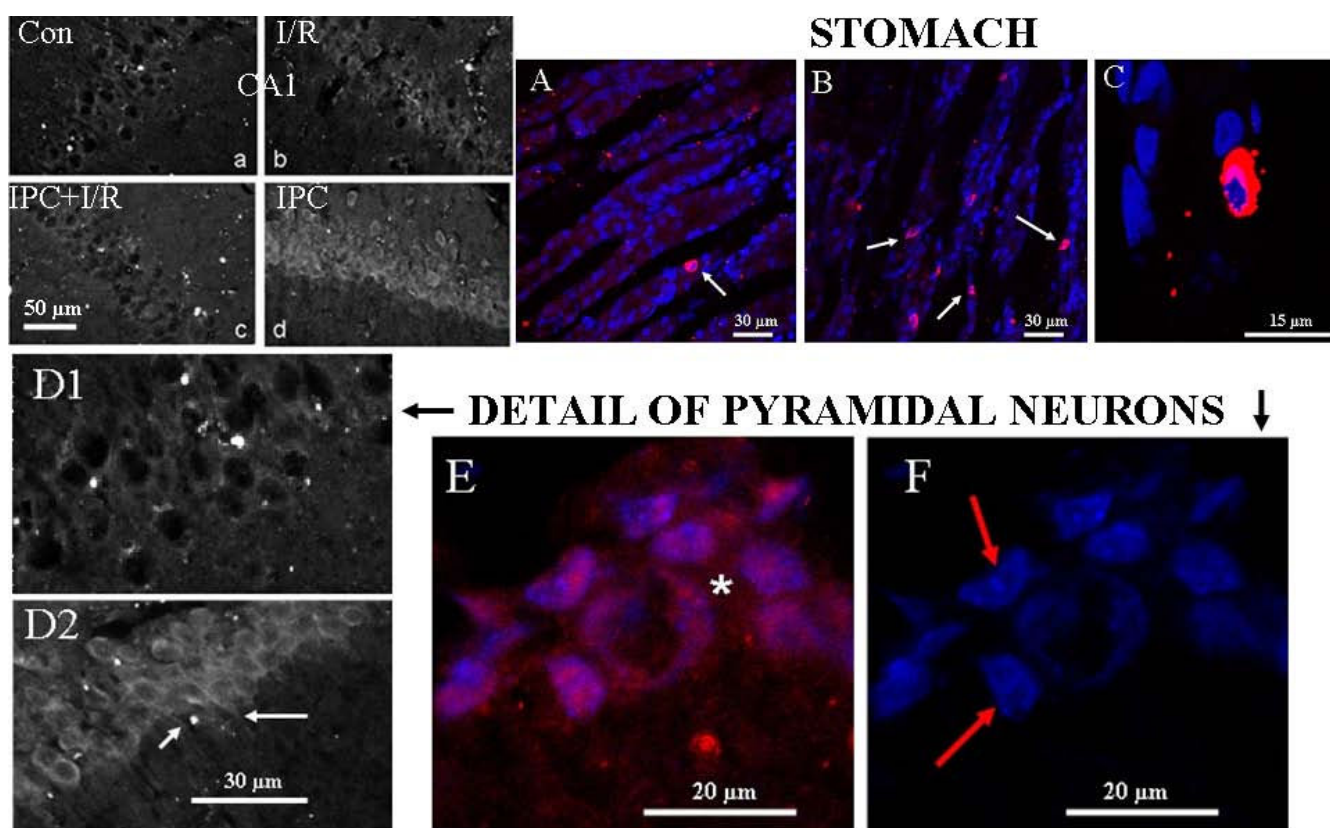 Con
I/R
CA1
a
b
IPC+I/R
IPC
50 µm
c
d
STOMACH
A
B
C
30 µm
30 µm
15 µm
D1
DETAIL OF PYRAMIDAL NEURONS
D2
30 µm
E
*
20 µm
F
20 µm